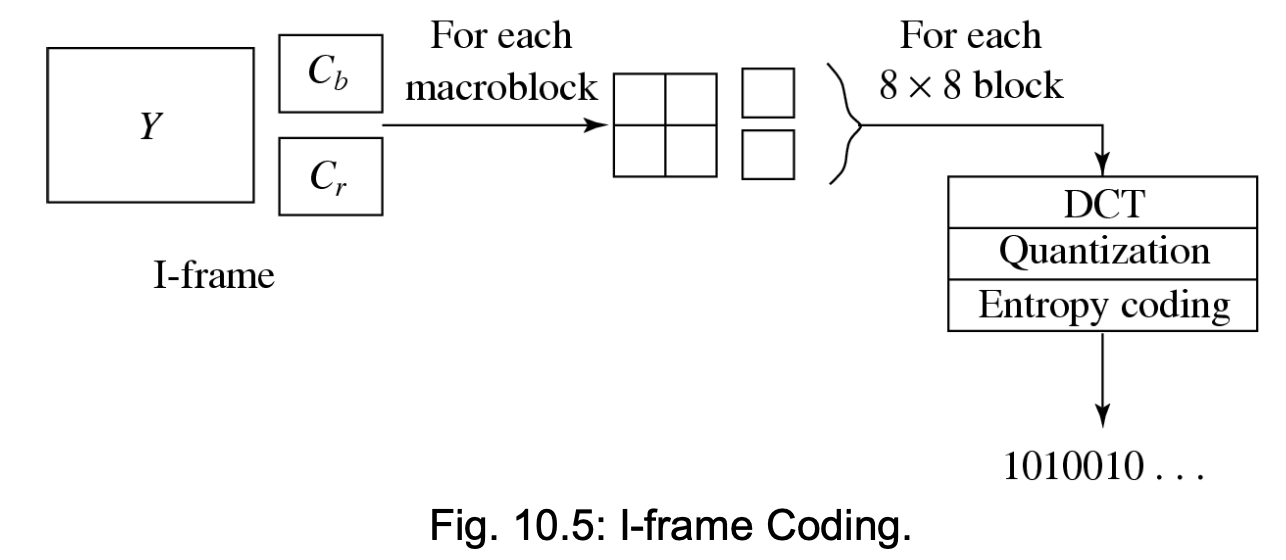 Y
C_b
C_r
I-frame
For each
macroblock
For each
8 × 8 block
DCT
Quantization
Entropy coding
1010010 . . .
Fig. 10.5: I-frame Coding.